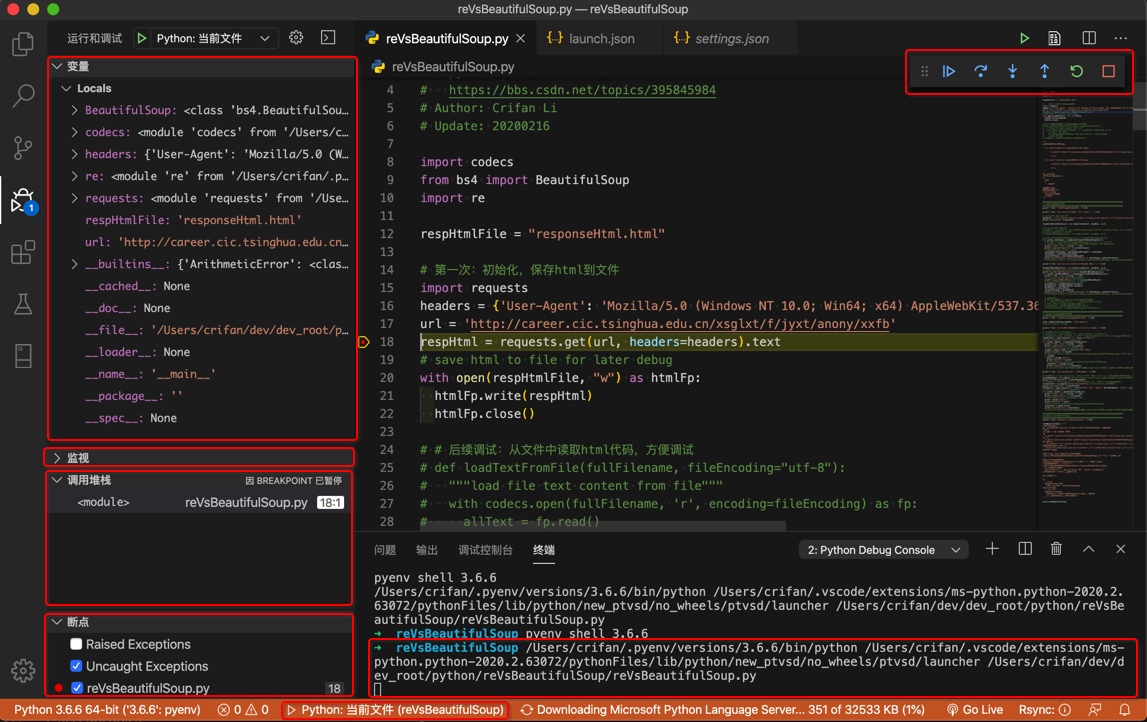 reVsBeautifulSoup.py — reVsBeautifulSoup
运行和调试 Python: 当前文件
变量
Locals
BeautifulSoup: <class 'bs4.BeautifulSou…
codecs: <module 'codecs' from '/Users/c…
headers: {'User-Agent': 'Mozilla/5.0 (W…
re: <module 're' from '/Users/crifan/.p…
requests: <module 'requests' from '/Use…
respHtmlFile: 'responseHtml.html'
url: 'http://career.cic.tsinghua.edu.cn…
__builtins__: {'ArithmeticError': <clas…
__cached__: None
__doc__: None
__file__: '/Users/crifan/dev/dev_root/p…
__loader__: None
__name__: '__main__'
__package__: ''
__spec__: None
监视
调用堆栈 因 BREAKPOINT 已暂停
<module> reVsBeautifulSoup.py 18:1
断点
Raised Exceptions
Uncaught Exceptions
reVsBeautifulSoup.py 18
1
reVsBeautifulSoup.py launch.json settings.json
reVsBeautifulSoup.py
4 # https://bbs.csdn.net/topics/395845984
5 # Author: Crifan Li
6 # Update: 20200216
7
8 import codecs
9 from bs4 import BeautifulSoup
10 import re
11
12 respHtmlFile = "responseHtml.html"
13
14 # 第一次: 初始化, 保存html到文件
15 import requests
16 headers = {'User-Agent': 'Mozilla/5.0 (Windows NT 10.0; Win64; x64) AppleWebKit/537.36
17 url = 'http://career.cic.tsinghua.edu.cn/xsglxt/f/jyxt/anony/xxfb'
18 respHtml = requests.get(url, headers=headers).text
19 # save html to file for later debug
20 with open(respHtmlFile, "w") as htmlFp:
21 htmlFp.write(respHtml)
22 htmlFp.close()
23
24 # # 后续调试: 从文件中读取html代码, 方便调试
25 # def loadTextFromFile(fullFilename, fileEncoding="utf-8"):
26 # """load file text content from file"""
27 # with codecs.open(fullFilename, 'r', encoding=fileEncoding) as fp:
28 # allText = fp.read()
问题 输出 调试控制台 终端 2: Python Debug Console
pyenv shell 3.6.6
/Users/crifan/.pyenv/versions/3.6.6/bin/python /Users/crifan/.vscode/extensions/ms-python.python-2020.2.
63072/pythonFiles/lib/python/new_ptvsd/no_wheels/ptvsd/launcher /Users/crifan/dev/dev_root/python/reVsBe
autifulSoup/reVsBeautifulSoup.py
➜ reVsBeautifulSoup pyenv shell 3.6.6
➜ reVsBeautifulSoup /Users/crifan/.pyenv/versions/3.6.6/bin/python /Users/crifan/.vscode/extensions/ms-
python.python-2020.2.63072/pythonFiles/lib/python/new_ptvsd/no_wheels/ptvsd/launcher /Users/crifan/dev/d
ev_root/python/reVsBeautifulSoup/reVsBeautifulSoup.py
Python 3.6.6 64-bit ('3.6.6': pyenv) 0 0 Python: 当前文件 (reVsBeautifulSoup) Downloading Microsoft Python Language Server... 351 of 32533 KB (1%) Go Live Rsync: